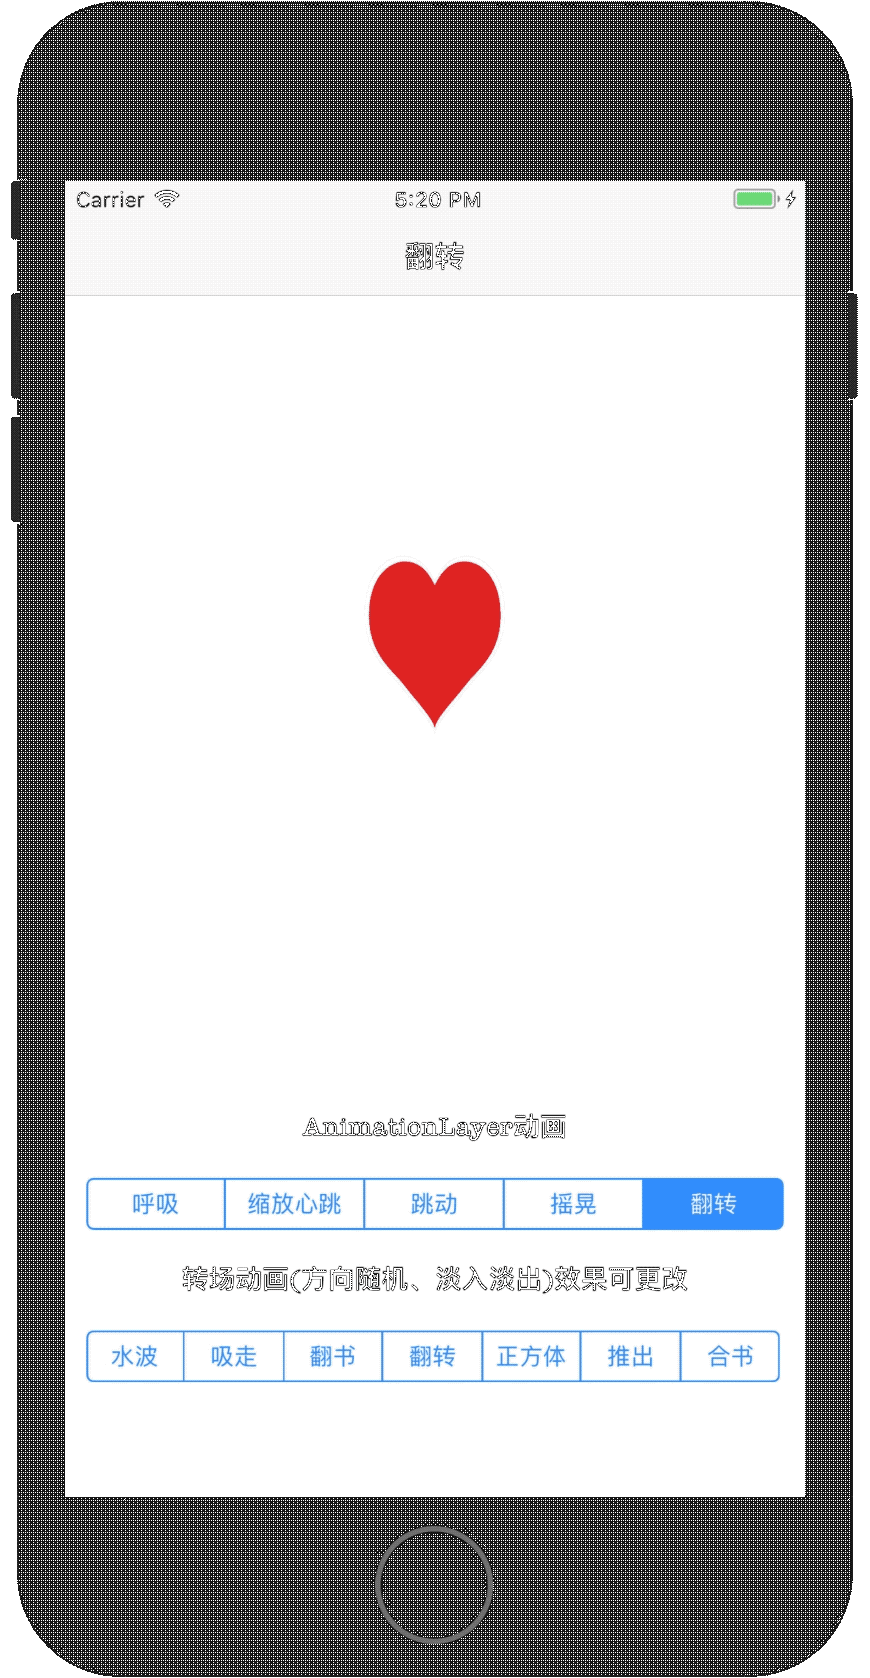 Carrier 5:20 PM
翻转
AnimationLayer动画
呼吸 缩放心跳 跳动 摇晃 翻转
转场动画(方向随机、淡入淡出)效果可更改
水波 吸走 翻书 翻转 正方体 推出 合书